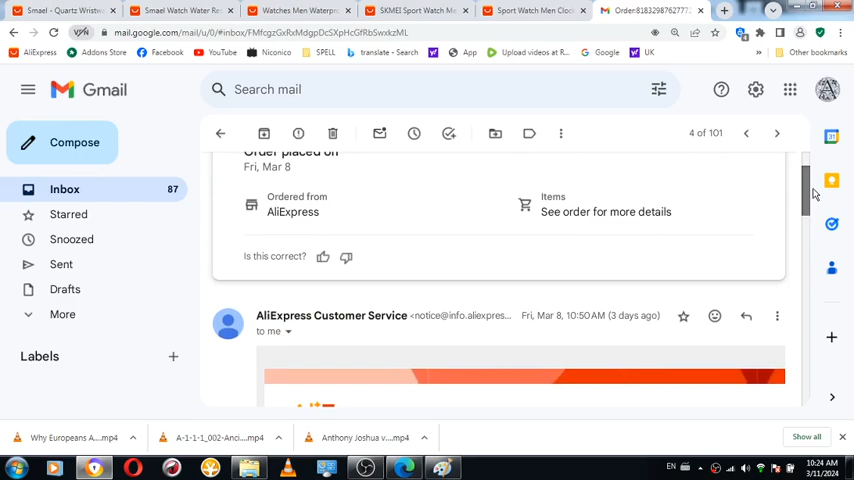 Smael - Quartz Wristw
Smael Watch Water Re
Watches Men Waterpr
SKMEI Sport Watch Me
Sport Watch Men Clock
Order:8183298762777
VPN
mail.google.com/mail/u/0/#inbox/FMfcgzGxRxMdgpDcSXpHcGfRbSwxkzML
AliExpress
Addons Store
Facebook
YouTube
Niconico
SPELL
translate - Search
App
Upload videos at r...
Google
UK
Other bookmarks
Gmail
Search mail
4 of 101
Compose
Inbox 87
Starred
Snoozed
Sent
Drafts
More
Labels
Order placed on
Fri, Mar 8
Ordered from
AliExpress
Items
See order for more details
Is this correct?
AliExpress Customer Service <notice@info.aliexpres... Fri, Mar 8, 10:50 AM (3 days ago)
to me
Why Europeans A....mp4
A-1-1-1_002-Anci....mp4
Anthony Joshua v....mp4
Show all
EN
10:24 AM
3/11/2024